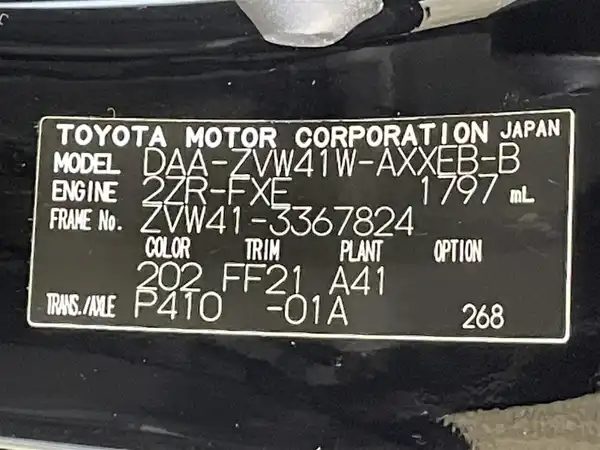 TOYOTA MOTOR CORPORATION JAPAN
MODEL DAA-ZVW41W-AXXEB-B
ENGINE 2ZR-FXE 1797 mL
FRAME No. ZVW41-3367824
COLOR TRIM PLANT OPTION
202 FF21 A41
TRANS./AXLE P410 -01A 268